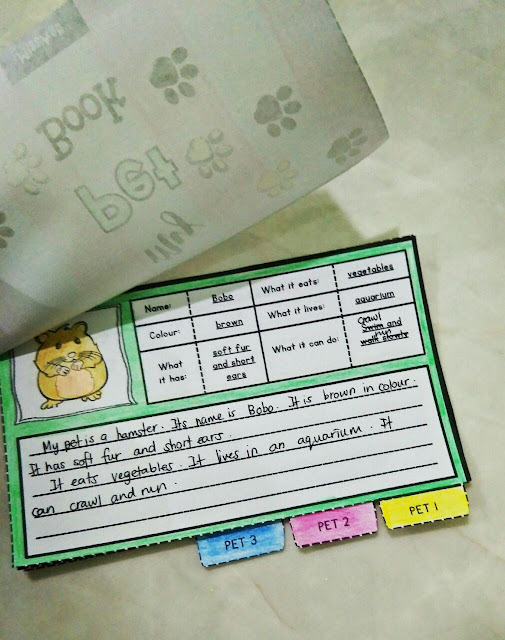 My
Pet
Book
Name:
Bobo
What it eats:
vegetables
Colour:
brown
What it lives:
aquarium
What
it has:
soft fur
and short
ears
What it can do:
crawl
swim and
run
walk slowly
My pet is a hamster. Its name is Bobo. It is brown in colour.
It has soft fur and short ears.
It eats vegetables. It lives in an aquarium. It
can crawl and run.
PET 3
PET 2
PET 1